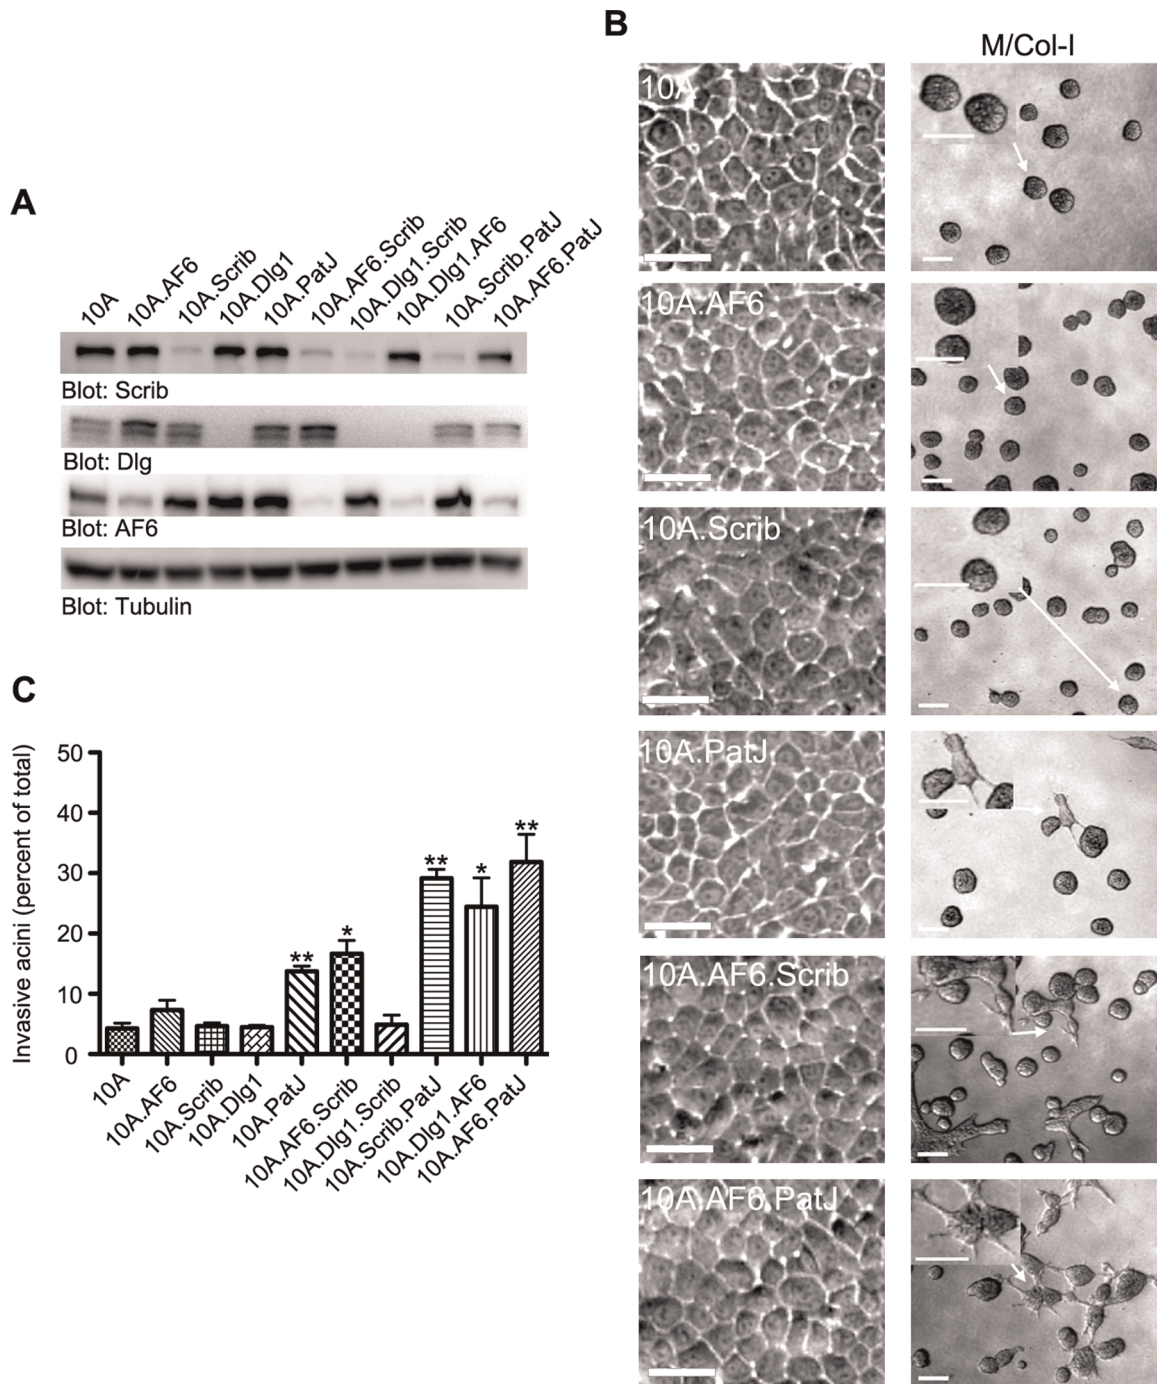 A
10A
10A.AF6
10A.Scrib
10A.Dlg1
10A.PatJ
10A.AF6.Scrib
10A.Dlg1.Scrib
10A.Dlg1.AF6
10A.Scrib.PatJ
10A.AF6.PatJ
Blot: Scrib
Blot: Dlg
Blot: AF6
Blot: Tubulin
B
M/Col-I
10A
10A.AF6
10A.Scrib
10A.PatJ
10A.AF6.Scrib
10A.AF6.PatJ
C
Invasive acini (percent of total)
50
40
30
20
10
0
** * ** * **
10A
10A.AF6
10A.Scrib
10A.Dlg1
10A.PatJ
10A.AF6.Scrib
10A.Dlg1.Scrib
10A.Scrib.PatJ
10A.Dlg1.AF6
10A.AF6.PatJ